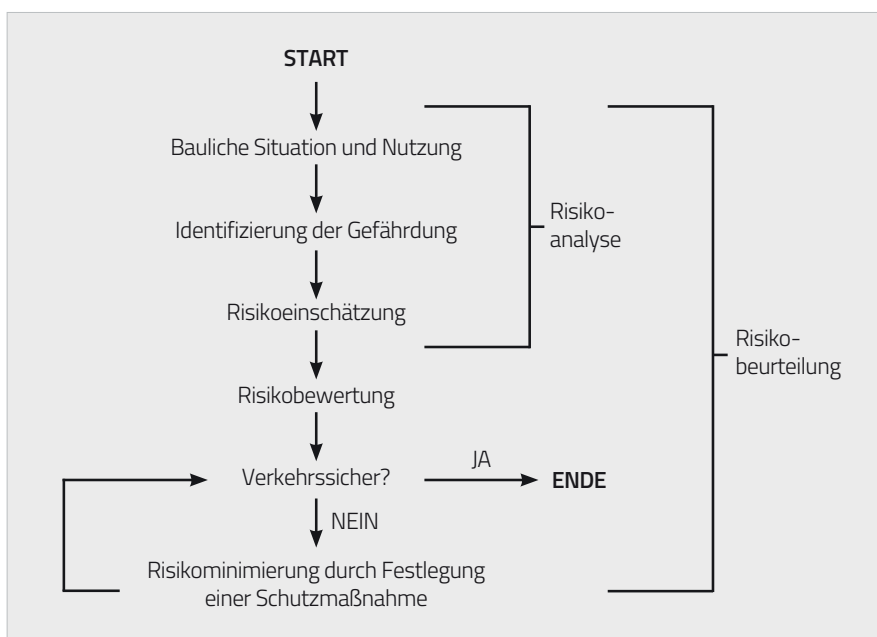 START
Bauliche Situation und Nutzung
Identifizierung der Gefährdung
Risiko-
analyse
Risikoeinschätzung
Risiko-
beurteilung
Risikobewertung
Verkehrssicher?
JA
ENDE
NEIN
Risikominimierung durch Festlegung
einer Schutzmaßnahme